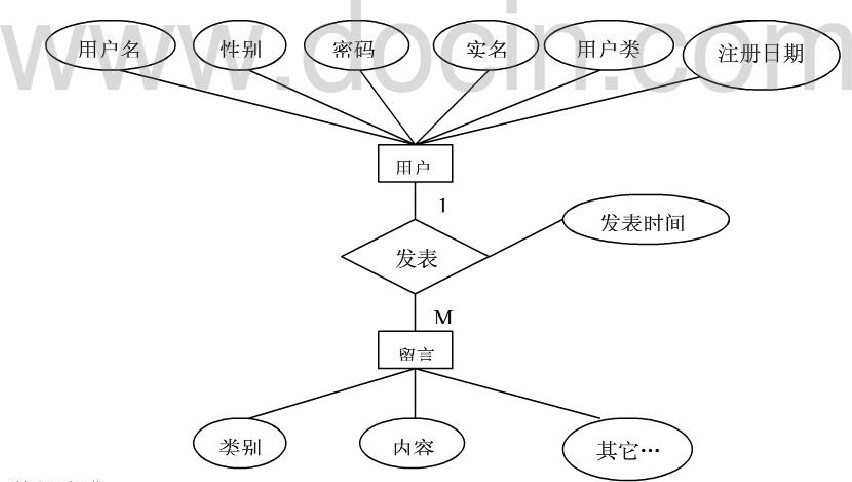 www.docin.com
用户名 性别 密码 实名 用户类 注册日期
用户
1
发表时间
发表
M
留言
类别 内容 其它…